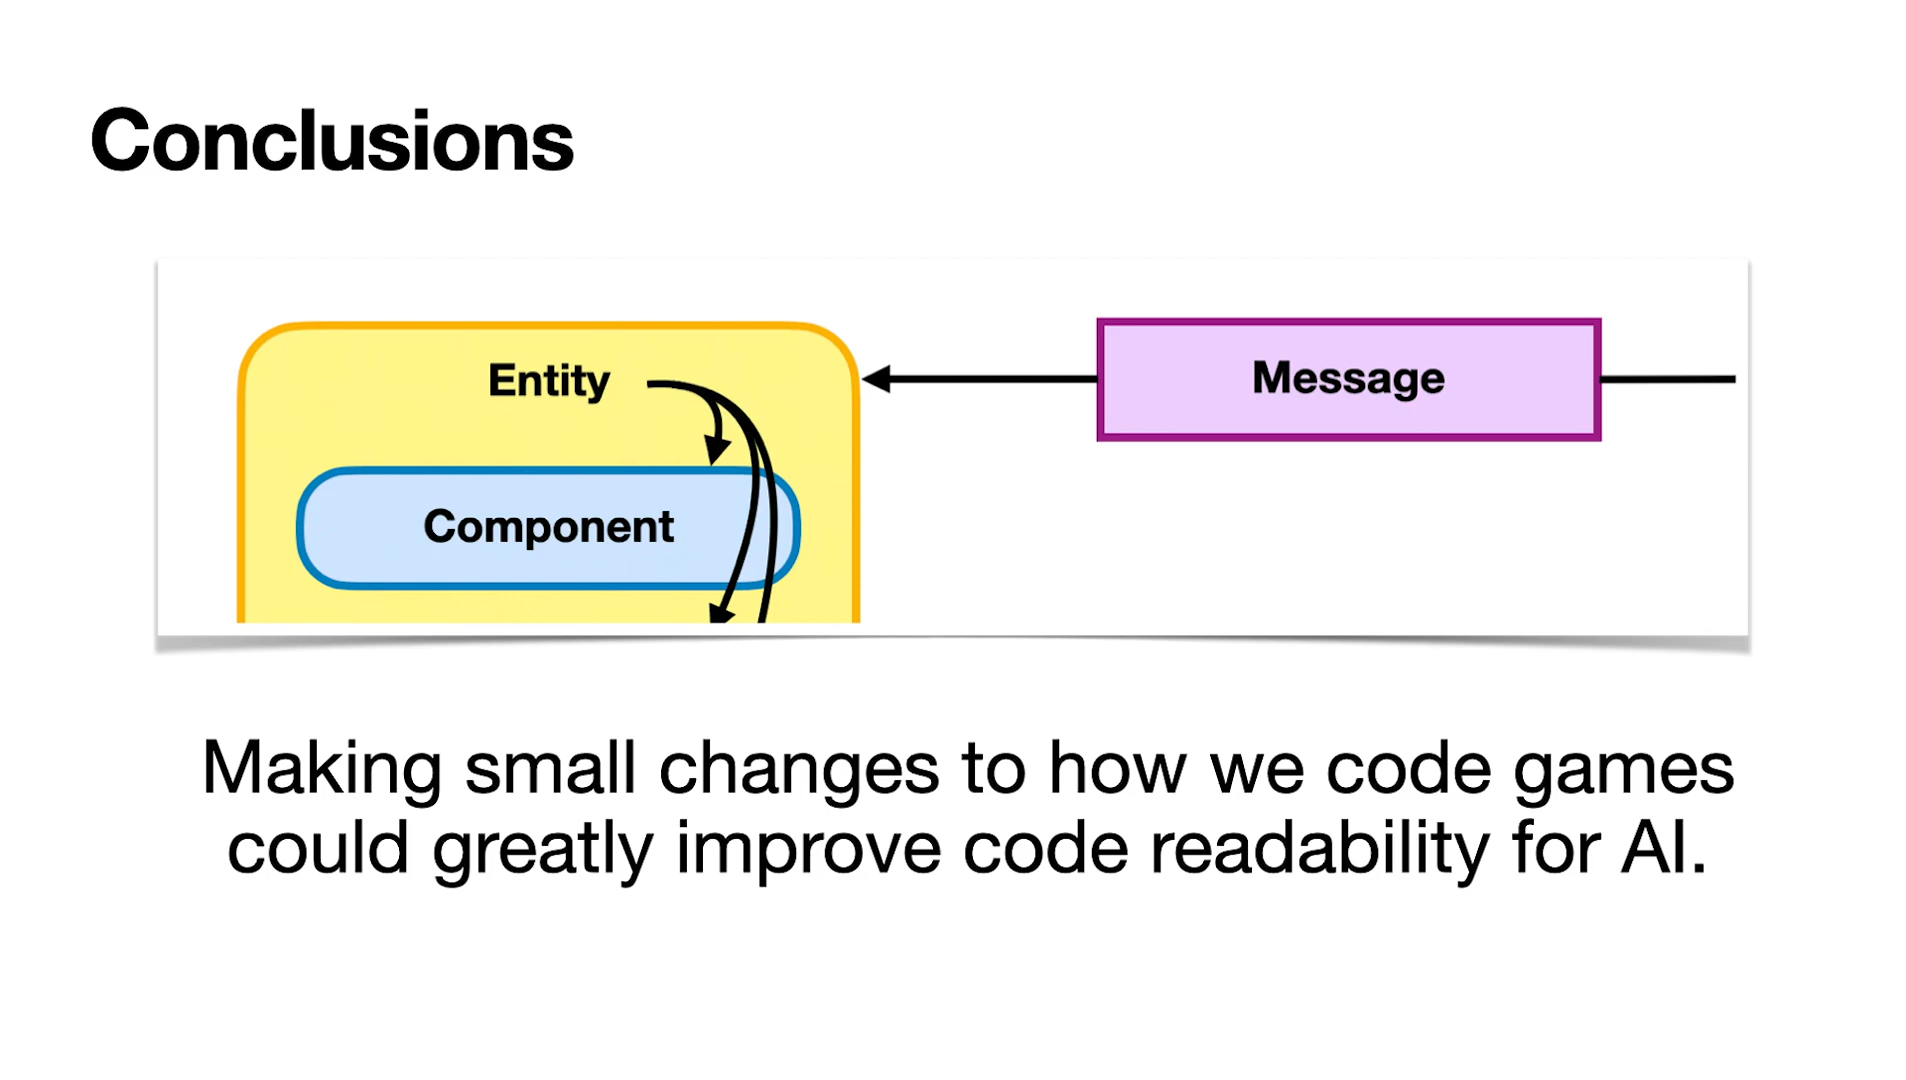 Conclusions
Entity
Message
Component
Making small changes to how we code games
could greatly improve code readability for AI.